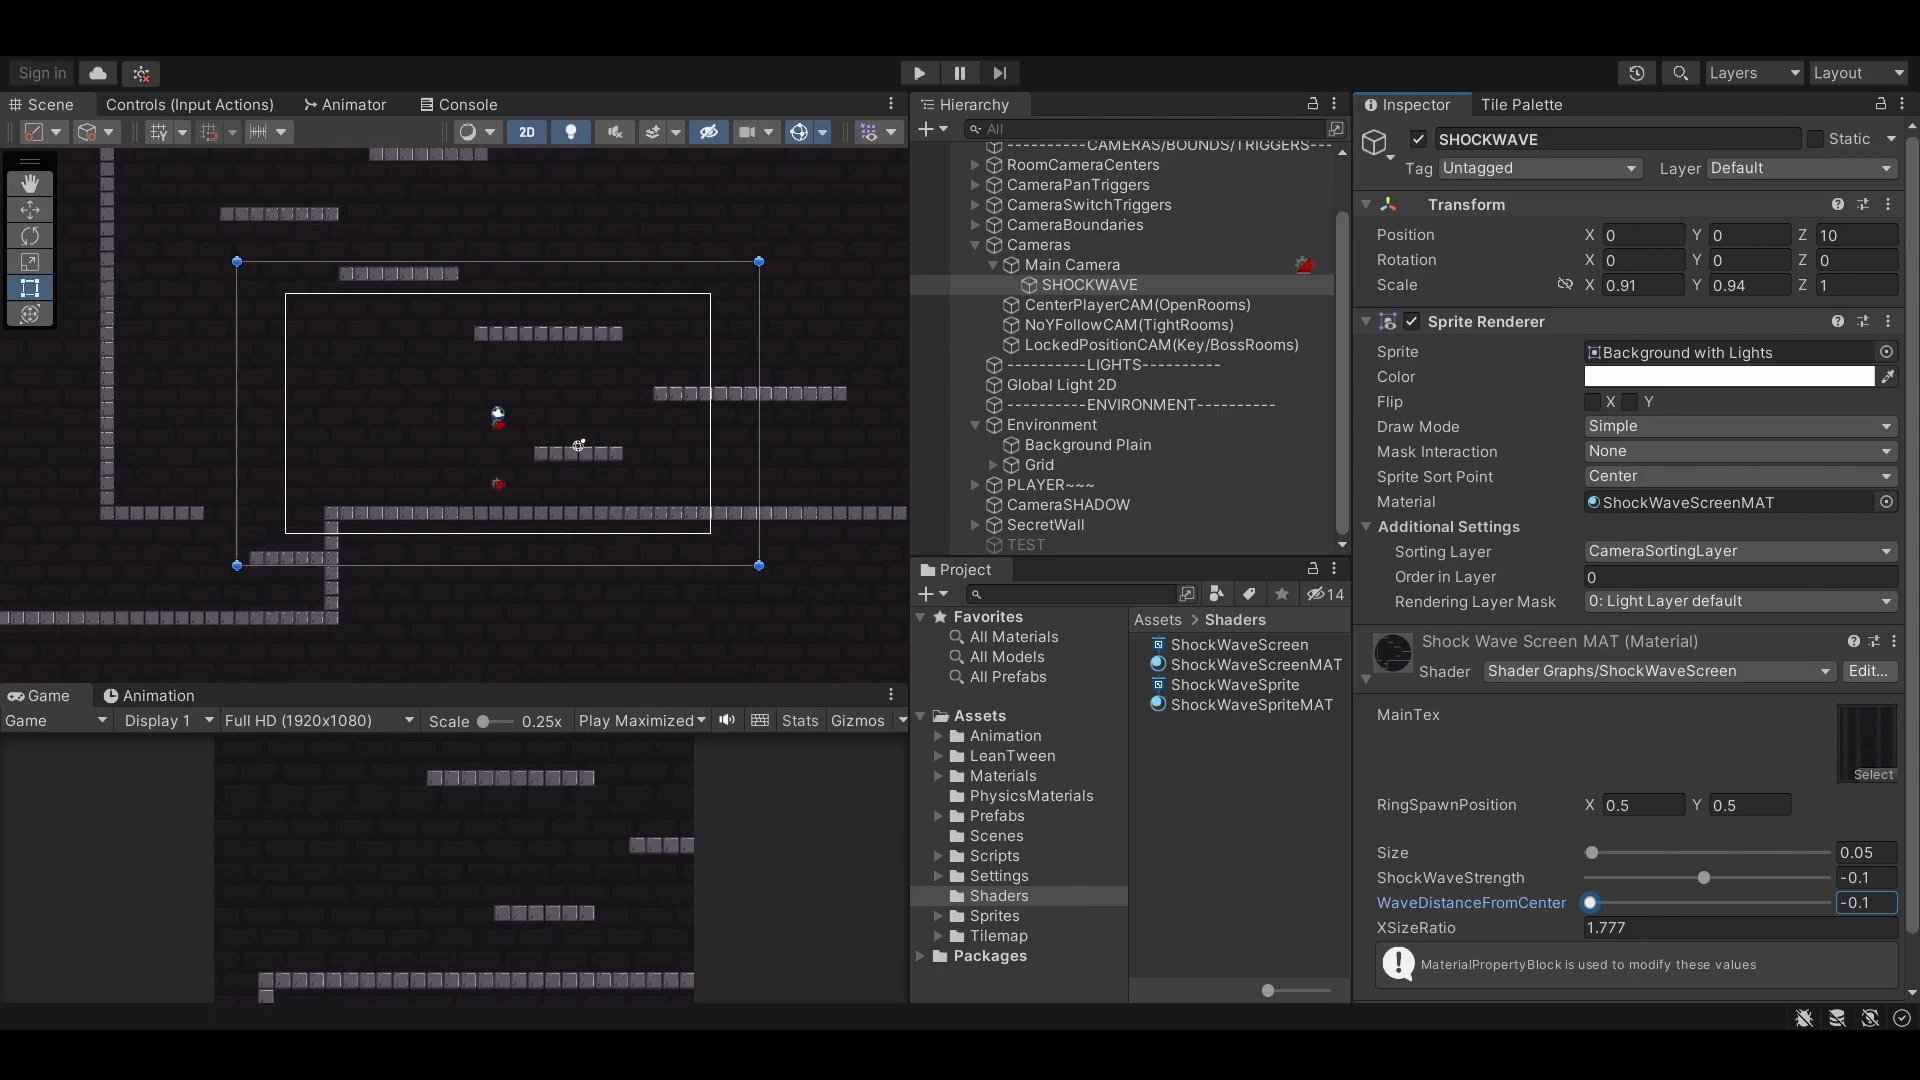 Sign in
Layers
Layout
Scene
Controls (Input Actions)
Animator
Console
2D
Game
Animation
Game
Display 1
Full HD (1920x1080)
Scale
0.25x
Play Maximized
Stats
Gizmos
Hierarchy
All
----------CAMERAS/BOUNDS/TRIGGERS---
RoomCameraCenters
CameraPanTriggers
CameraSwitchTriggers
CameraBoundaries
Cameras
Main Camera
SHOCKWAVE
CenterPlayerCAM(OpenRooms)
NoYFollowCAM(TightRooms)
LockedPositionCAM(Key/BossRooms)
----------LIGHTS----------
Global Light 2D
----------ENVIRONMENT----------
Environment
Background Plain
Grid
PLAYER~~~
CameraSHADOW
SecretWall
TEST
Project
14
Favorites
All Materials
All Models
All Prefabs
Assets
Animation
LeanTween
Materials
PhysicsMaterials
Prefabs
Scenes
Scripts
Settings
Shaders
Sprites
Tilemap
Packages
Assets > Shaders
ShockWaveScreen
ShockWaveScreenMAT
ShockWaveSprite
ShockWaveSpriteMAT
Inspector
Tile Palette
SHOCKWAVE
Static
Tag Untagged
Layer Default
Transform
Position X 0 Y 0 Z 10
Rotation X 0 Y 0 Z 0
Scale X 0.91 Y 0.94 Z 1
Sprite Renderer
Sprite Background with Lights
Color
Flip X Y
Draw Mode Simple
Mask Interaction None
Sprite Sort Point Center
Material ShockWaveScreenMAT
Additional Settings
Sorting Layer CameraSortingLayer
Order in Layer 0
Rendering Layer Mask 0: Light Layer default
Shock Wave Screen MAT (Material)
Shader Shader Graphs/ShockWaveScreen Edit...
MainTex
Select
RingSpawnPosition X 0.5 Y 0.5
Size 0.05
ShockWaveStrength -0.1
WaveDistanceFromCenter -0.1
XSizeRatio 1.777
MaterialPropertyBlock is used to modify these values